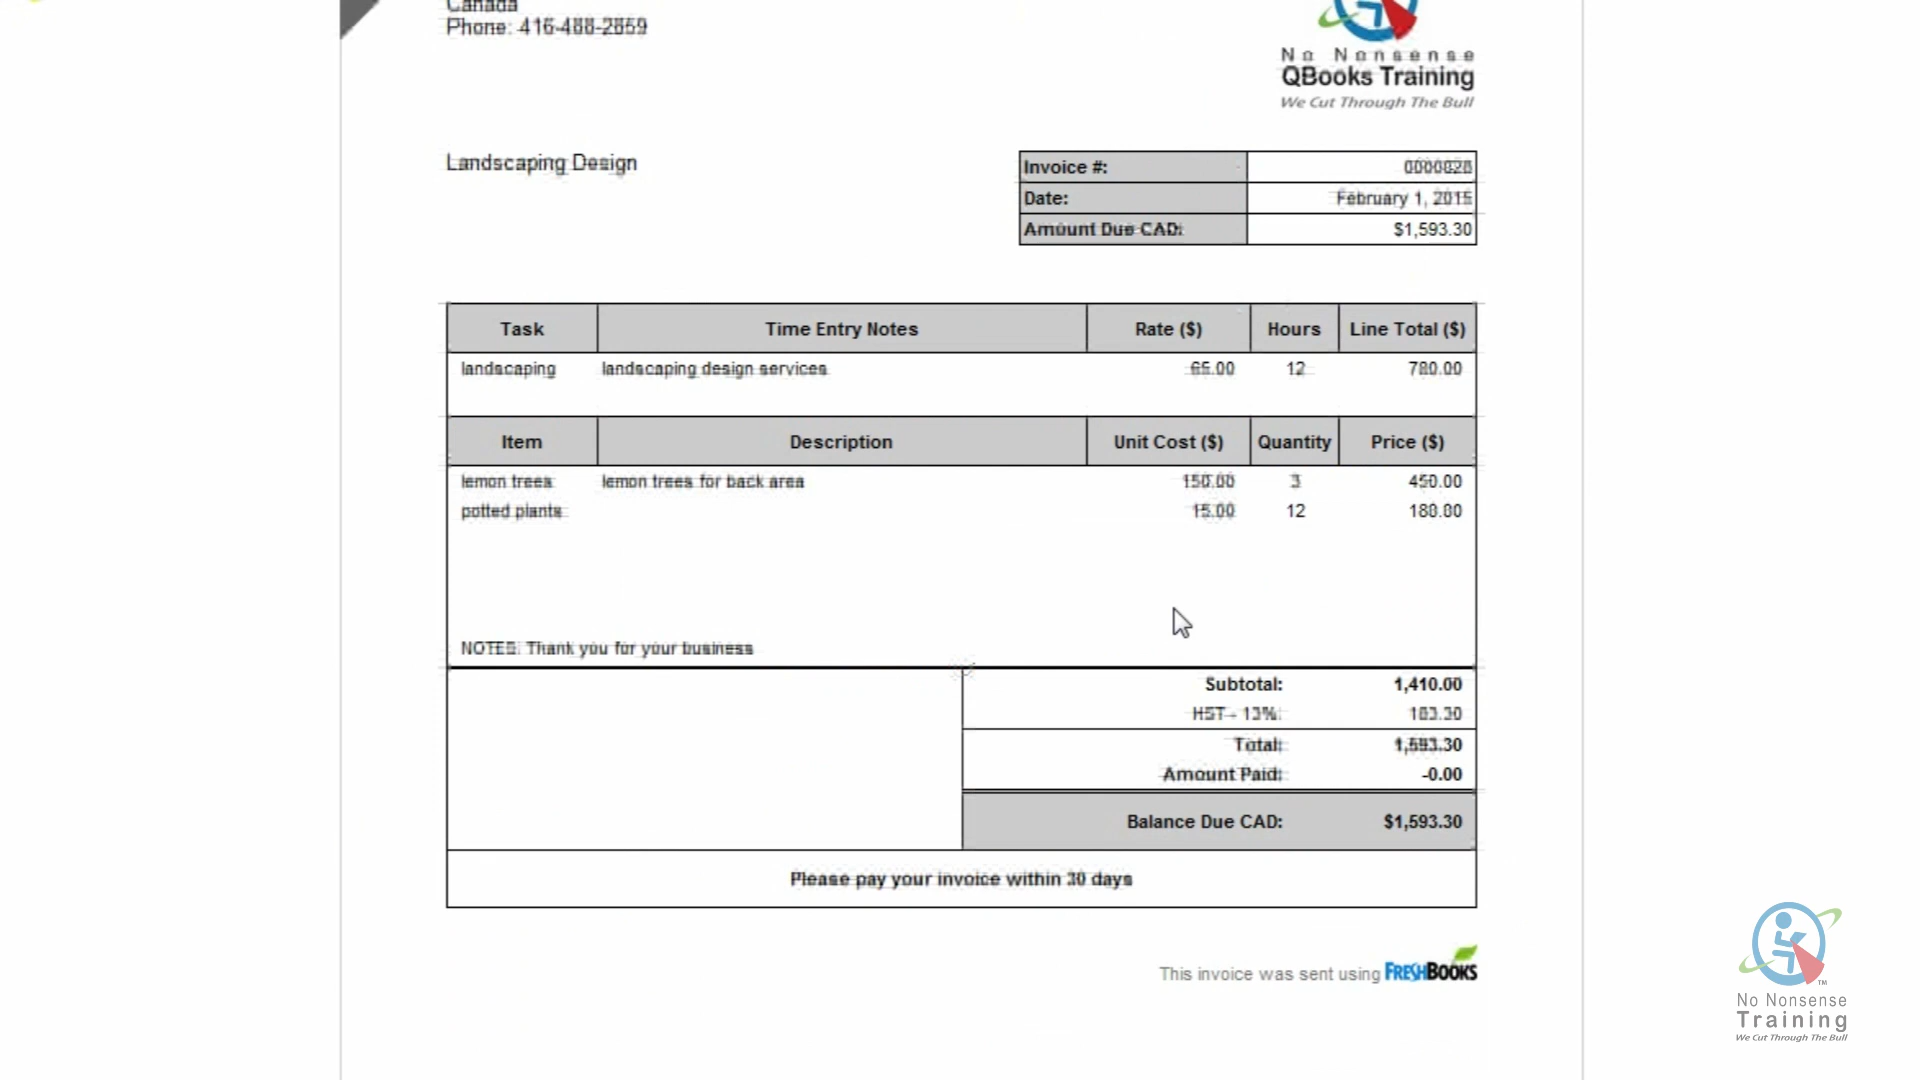 Canada
Phone: 416-488-2859
No Nonsense
QBooks Training
We Cut Through The Bull
Landscaping Design
Invoice #: 0000028
Date: February 1, 2015
Amount Due CAD: $1,593.30
Task Time Entry Notes Rate ($) Hours Line Total ($)
landscaping landscaping design services 65.00 12 780.00
Item Description Unit Cost ($) Quantity Price ($)
lemon trees lemon trees for back area 150.00 3 450.00
potted plants 15.00 12 180.00
NOTES: Thank you for your business
Subtotal: 1,410.00
HST - 13%: 183.30
Total: 1,593.30
Amount Paid: -0.00
Balance Due CAD: $1,593.30
Please pay your invoice within 30 days
This invoice was sent using FRESHBOOKS
TM
No Nonsense
Training
We Cut Through The Bull